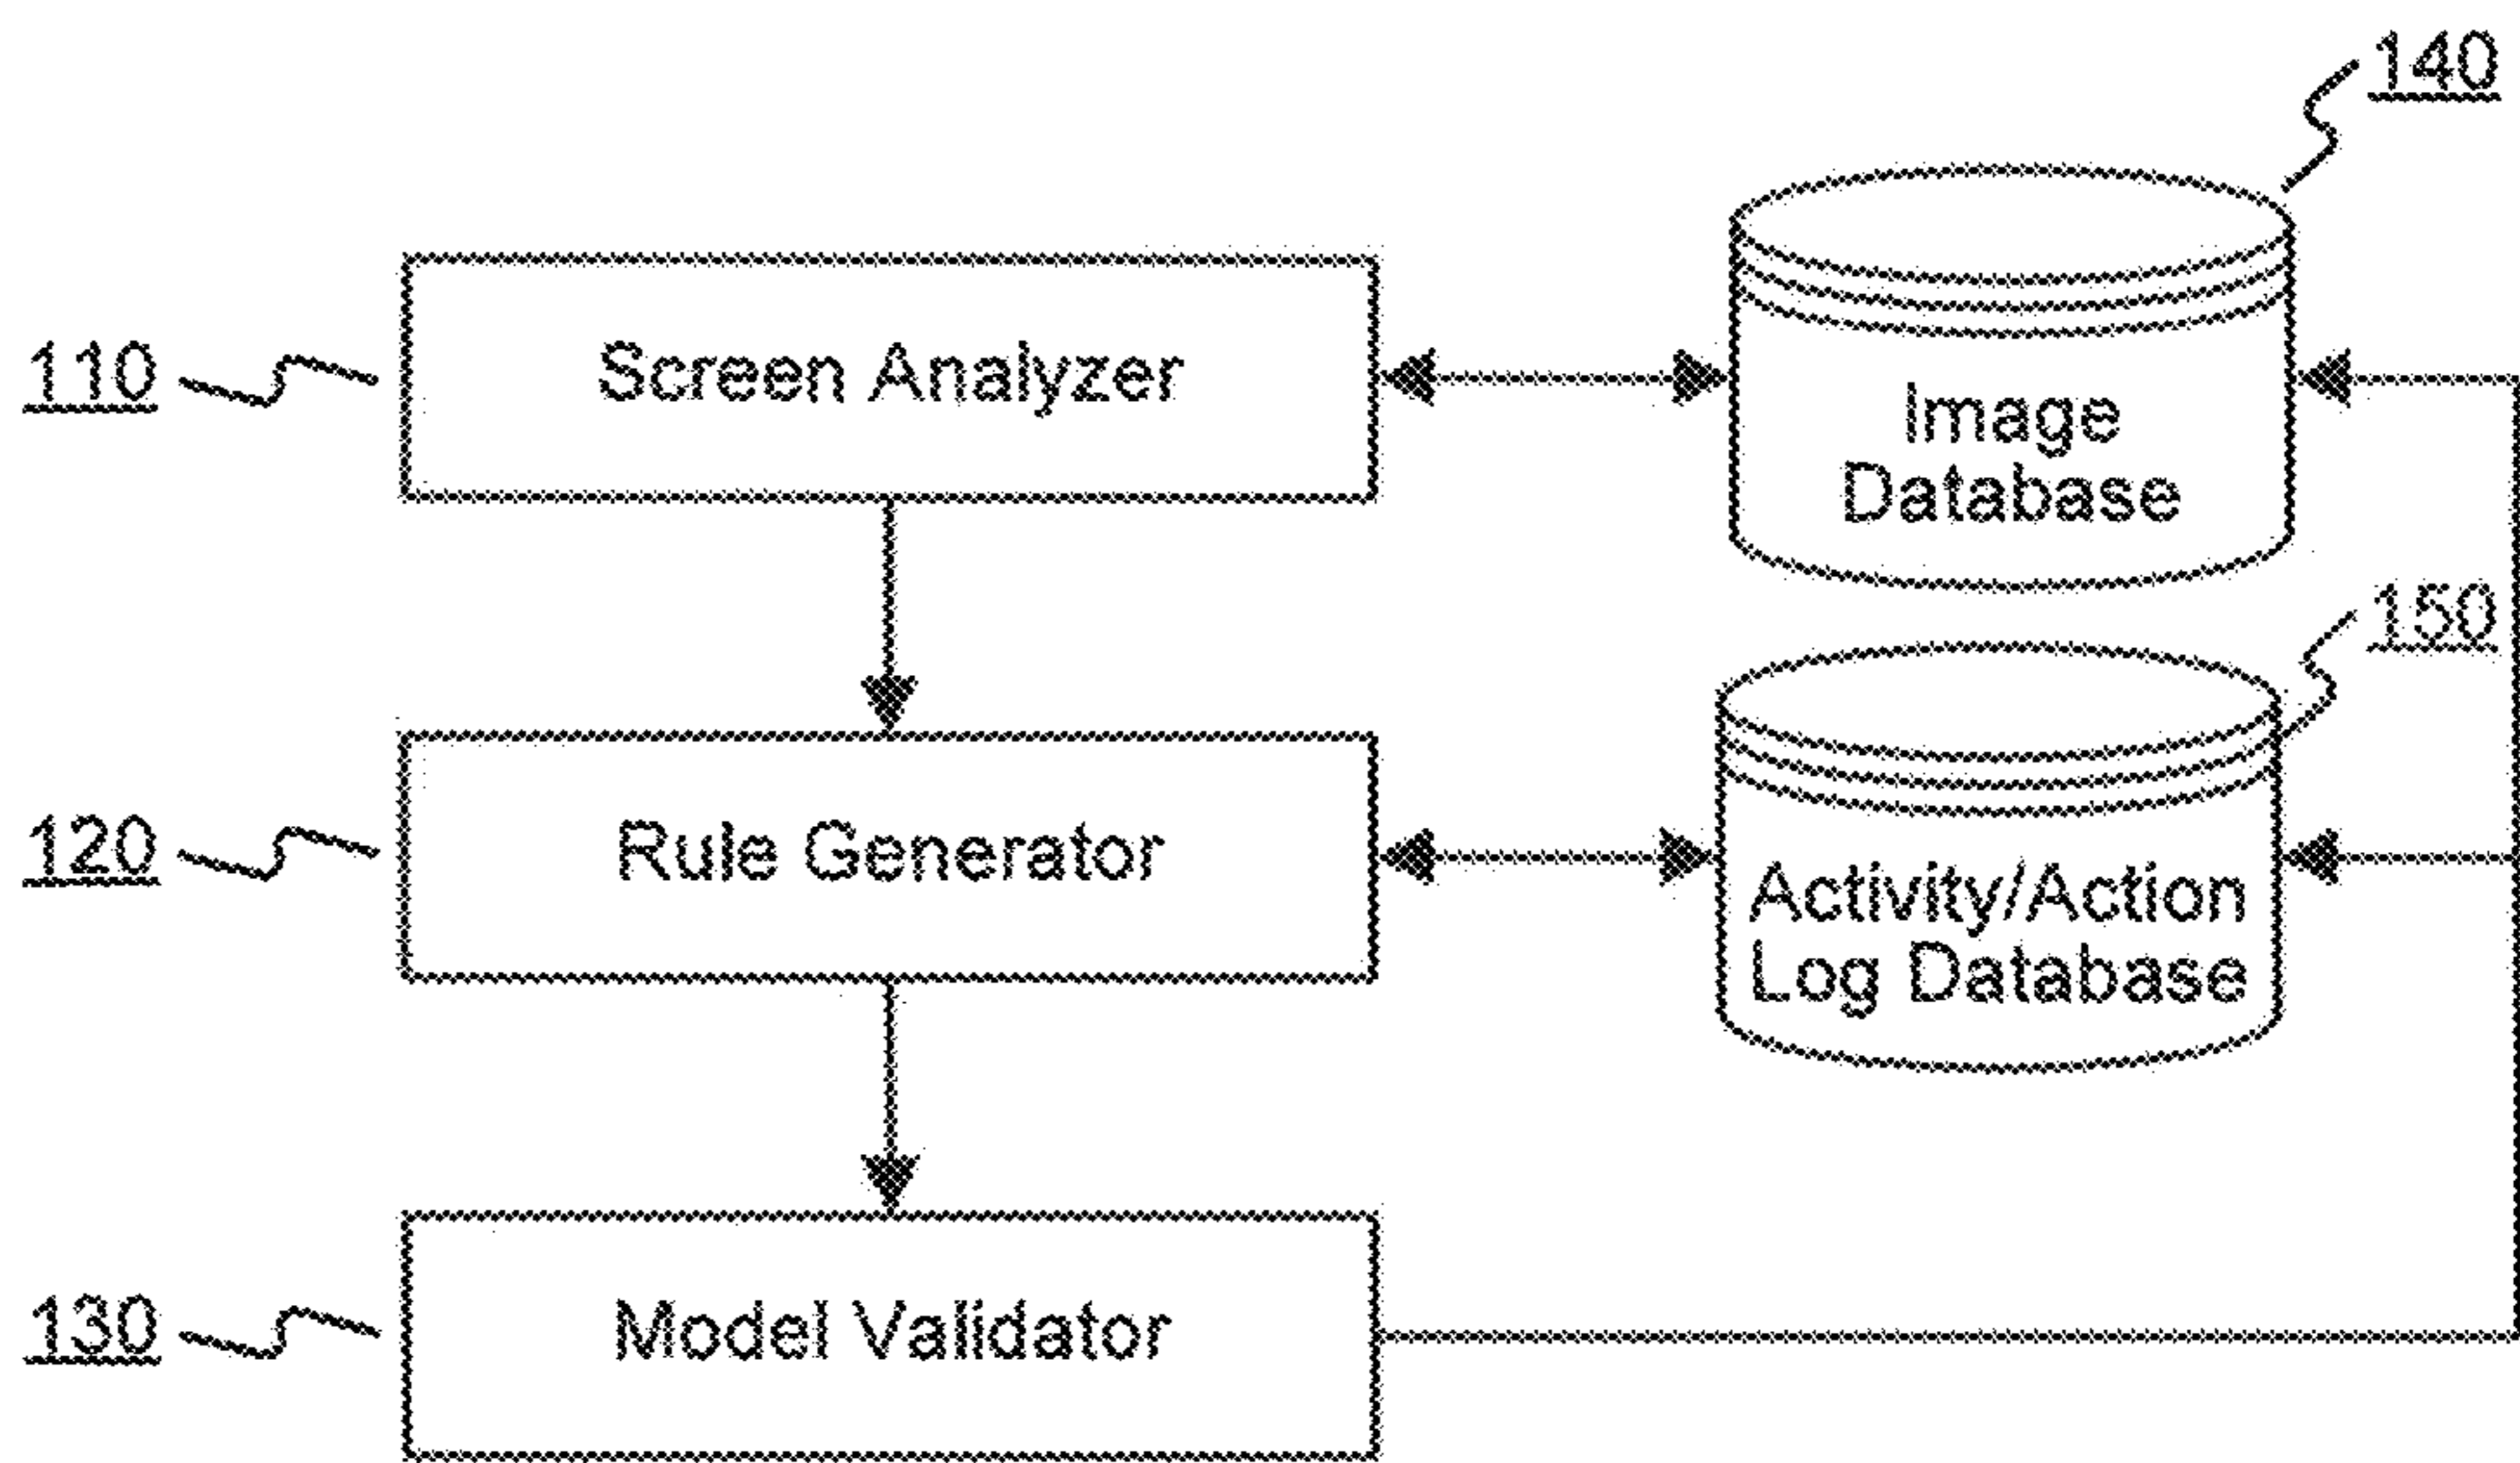 140
110
Screen Analyzer
Image
Database
150
120
Rule Generator
Activity/Action
Log Database
130
Model Validator